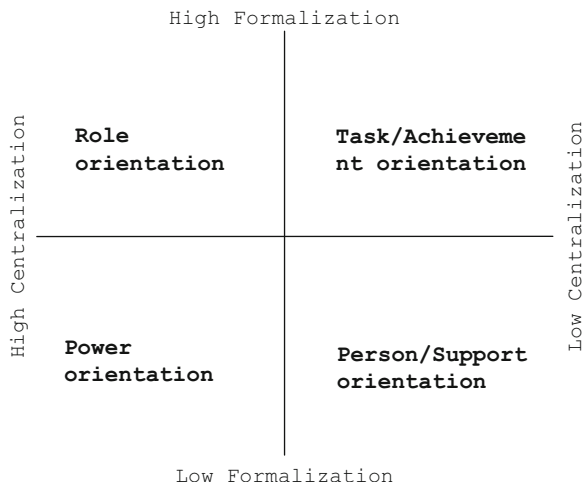 High Formalization
High Centralization
Role
orientation
Task/Achieveme
nt orientation
Low Centralization
Power
orientation
Person/Support
orientation
Low Formalization